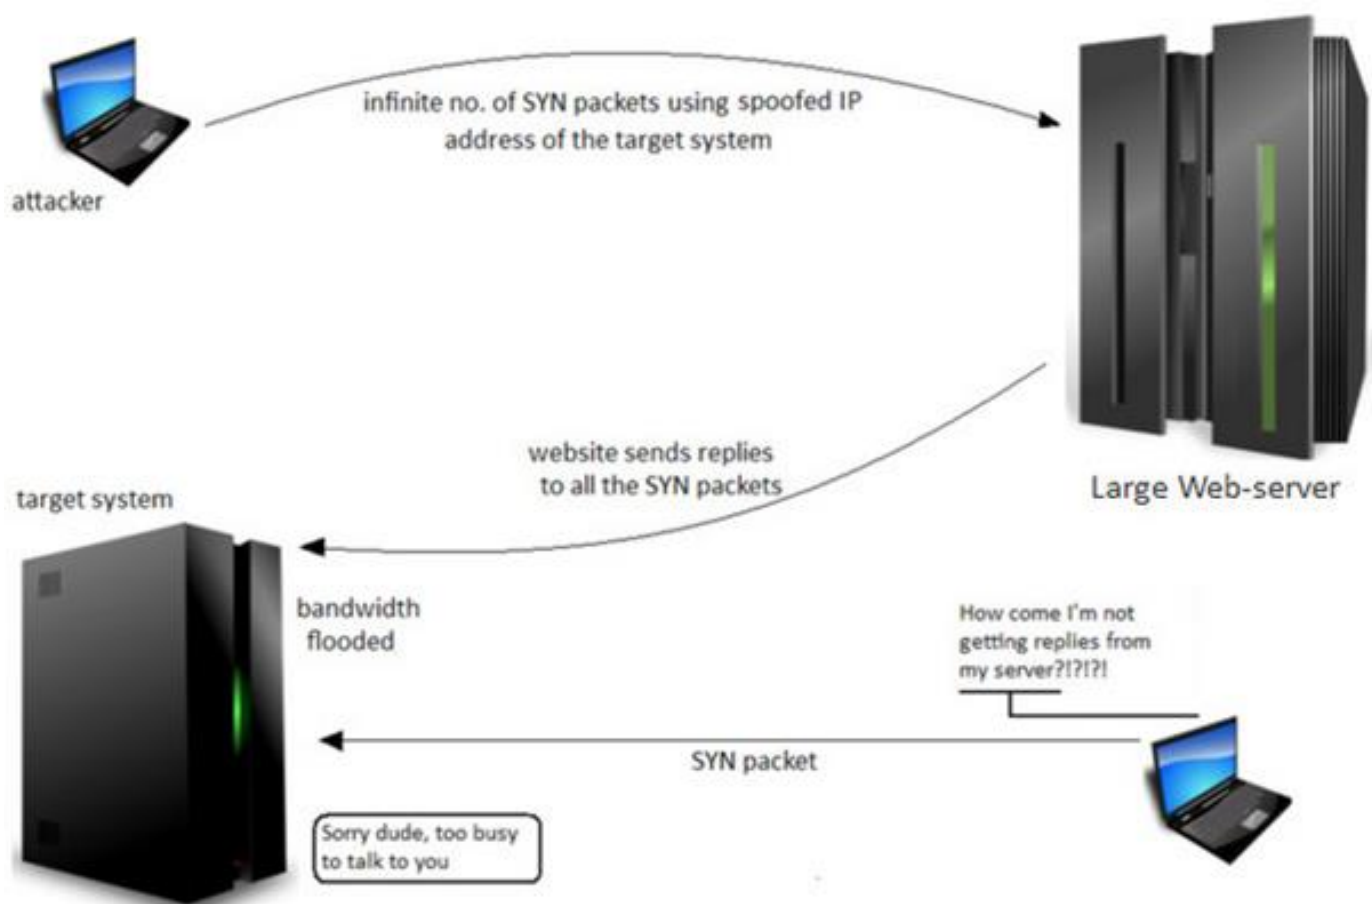 infinite no. of SYN packets using spoofed IP
address of the target system
attacker
website sends replies
to all the SYN packets
Large Web-server
target system
bandwidth
flooded
How come I'm not
getting replies from
my server?!?!?!
SYN packet
Sorry dude, too busy
to talk to you